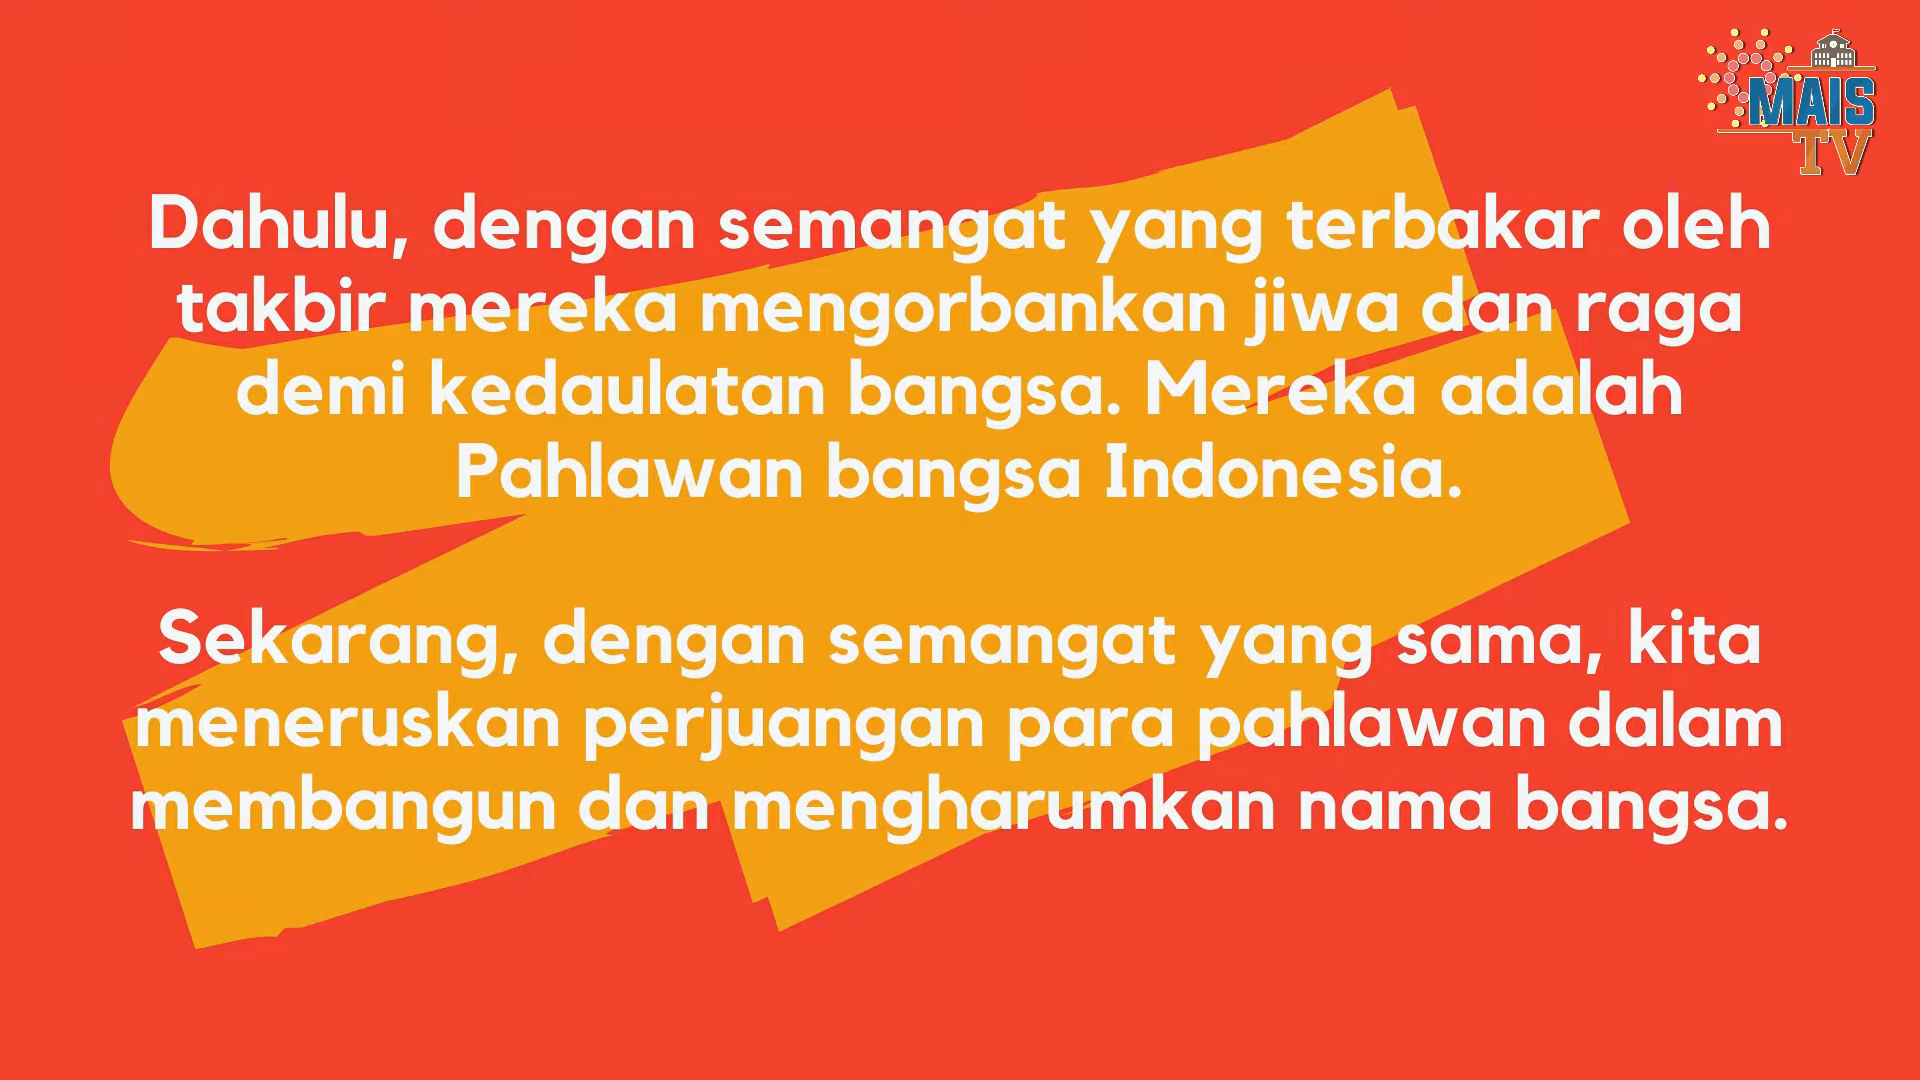 MAIS
TV
Dahulu, dengan semangat yang terbakar oleh
takbir mereka mengorbankan jiwa dan raga
demi kedaulatan bangsa. Mereka adalah
Pahlawan bangsa Indonesia.
Sekarang, dengan semangat yang sama, kita
meneruskan perjuangan para pahlawan dalam
membangun dan mengharumkan nama bangsa.